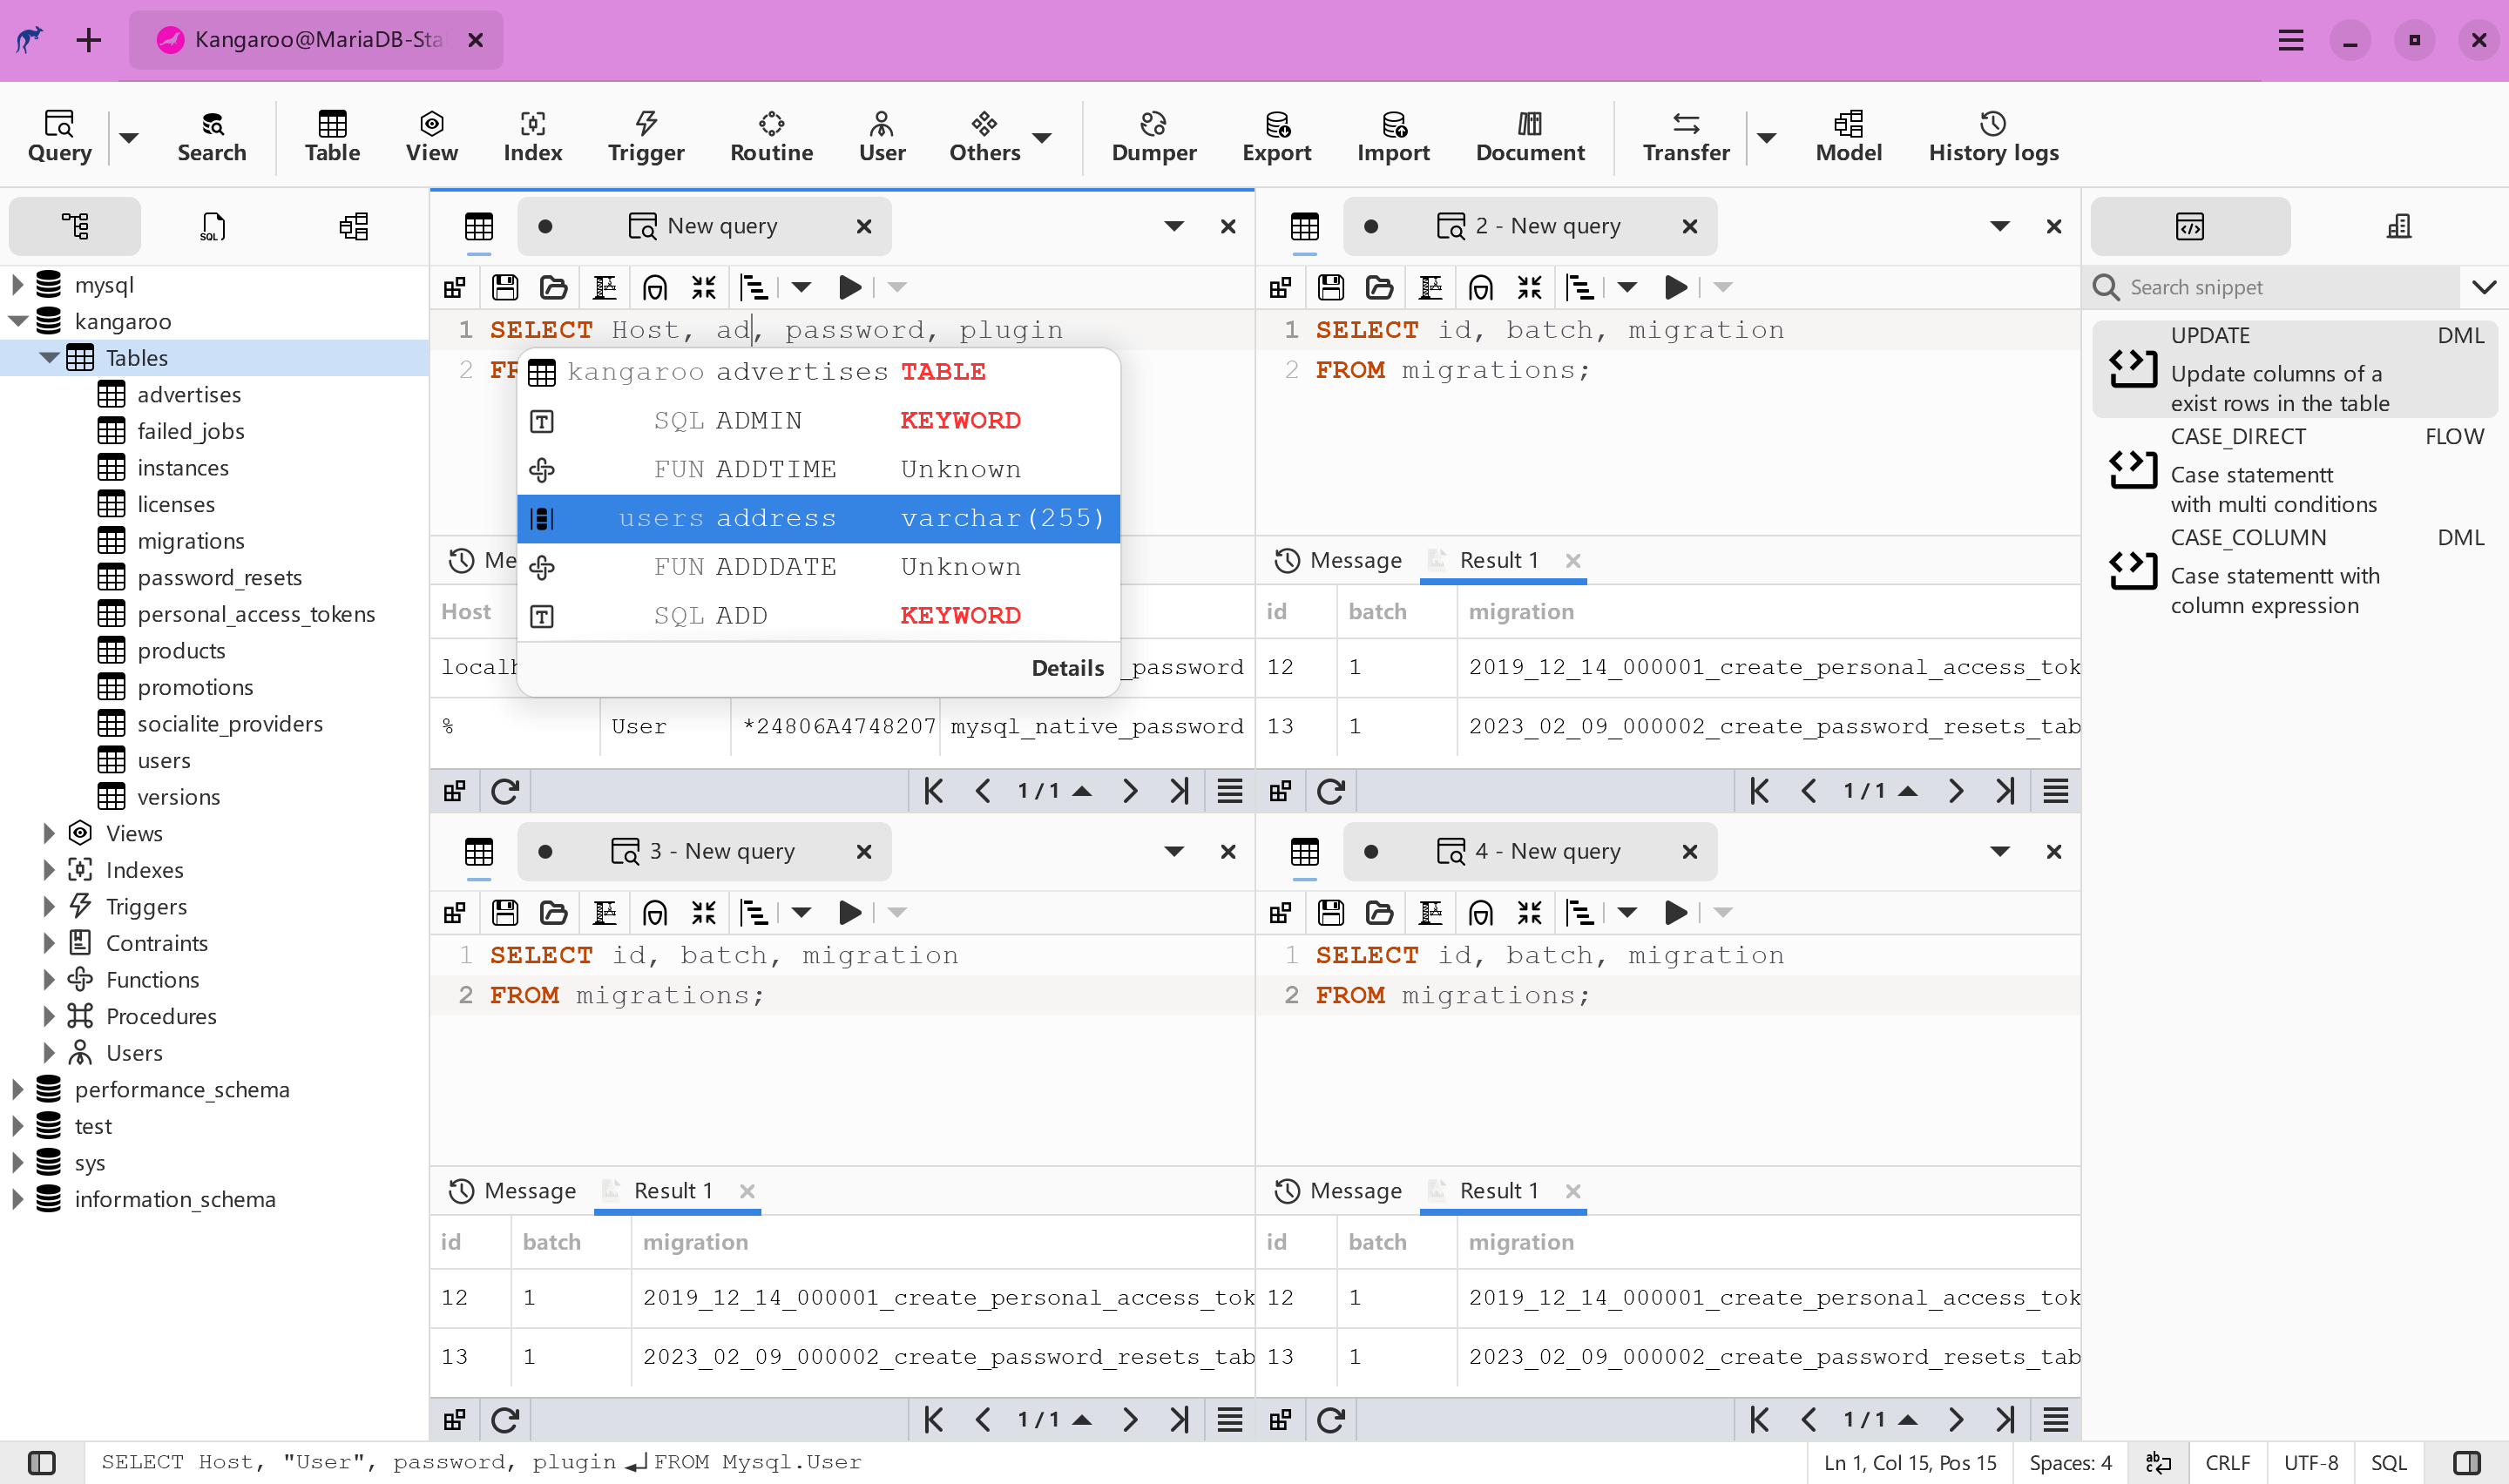 Kangaroo@MariaDB-Sta
Query Search Table View Index Trigger Routine User Others Dumper Export Import Document Transfer Model History logs
SQL
mysql
kangaroo
Tables
advertises
failed_jobs
instances
licenses
migrations
password_resets
personal_access_tokens
products
promotions
socialite_providers
users
versions
Views
Indexes
Triggers
Contraints
Functions
Procedures
Users
performance_schema
test
sys
information_schema
New query
1 SELECT Host, ad, password, plugin
2 FR
kangaroo advertises TABLE
SQL ADMIN KEYWORD
FUN ADDTIME Unknown
users address varchar(255)
FUN ADDDATE Unknown
SQL ADD KEYWORD
Details
Me
Host
localh _password
% User *24806A4748207 mysql_native_password
1 / 1
2 - New query
1 SELECT id, batch, migration
2 FROM migrations;
Message Result 1
id batch migration
12 1 2019_12_14_000001_create_personal_access_tok
13 1 2023_02_09_000002_create_password_resets_tab
1 / 1
3 - New query
1 SELECT id, batch, migration
2 FROM migrations;
Message Result 1
id batch migration
12 1 2019_12_14_000001_create_personal_access_tok
13 1 2023_02_09_000002_create_password_resets_tab
1 / 1
4 - New query
1 SELECT id, batch, migration
2 FROM migrations;
Message Result 1
id batch migration
12 1 2019_12_14_000001_create_personal_access_tok
13 1 2023_02_09_000002_create_password_resets_tab
1 / 1
Search snippet
UPDATE DML
Update columns of a
exist rows in the table
CASE_DIRECT FLOW
Case statementt
with multi conditions
CASE_COLUMN DML
Case statementt with
column expression
SELECT Host, "User", password, plugin ↵FROM Mysql.User
Ln 1, Col 15, Pos 15 Spaces: 4 CRLF UTF-8 SQL